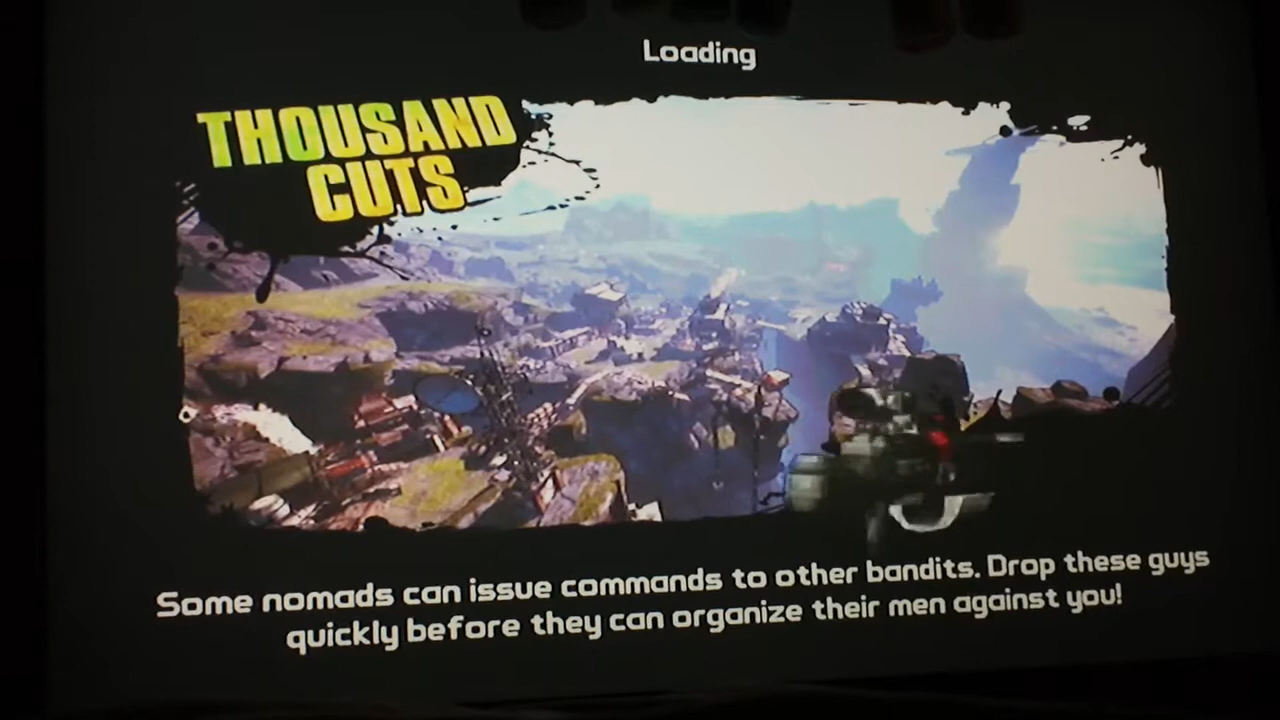 Loading
THOUSAND
CUTS
Some nomads can issue commands to other bandits. Drop these guys
quickly before they can organize their men against you!